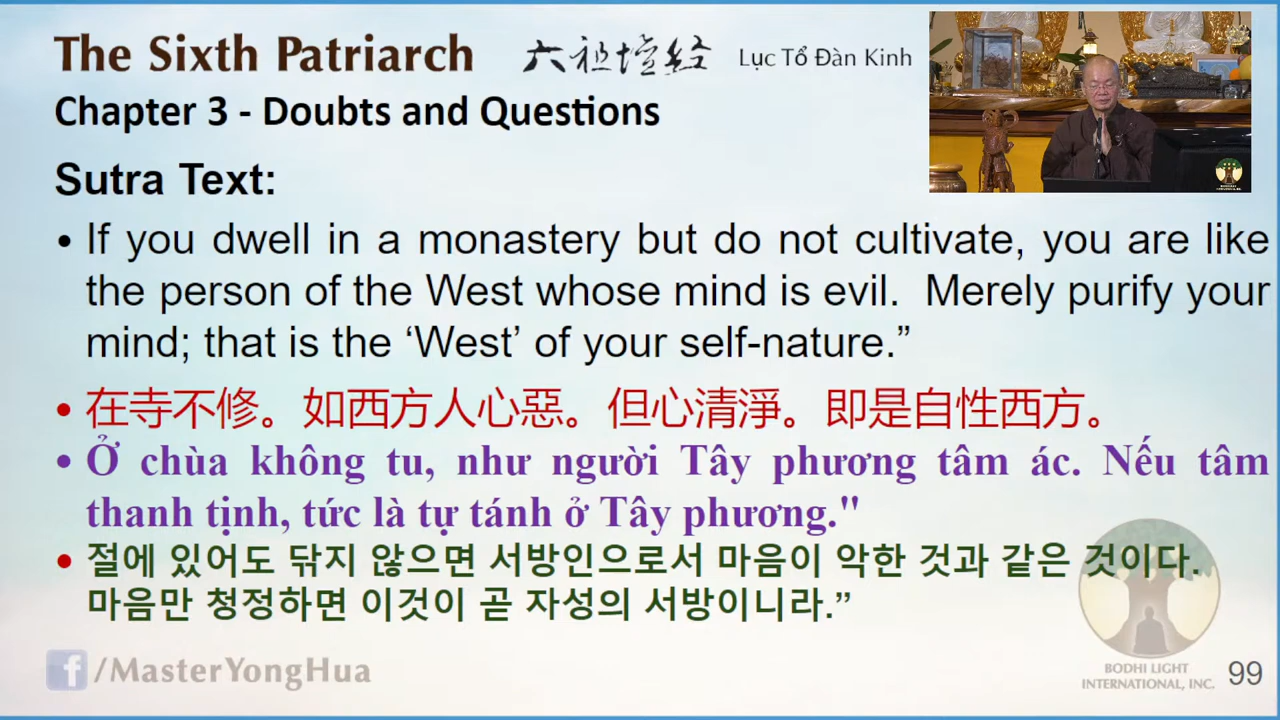 The Sixth Patriarch 六祖壇经 Lục Tổ Đàn Kinh
Chapter 3 - Doubts and Questions
Sutra Text:
• If you dwell in a monastery but do not cultivate, you are like
the person of the West whose mind is evil.  Merely purify your
mind; that is the ‘West’ of your self-nature.”
• 在寺不修。如西方人心惡。但心清淨。即是自性西方。
• Ở chùa không tu, như người Tây phương tâm ác. Nếu tâm
thanh tịnh, tức là tự tánh ở Tây phương."
• 절에 있어도 닦지 않으면 서방인으로서 마음이 악한 것과 같은 것이다.
마음만 청정하면 이것이 곧 자성의 서방이니라.”
f/MasterYongHua
BODHI LIGHT
INTERNATIONAL, INC.
99